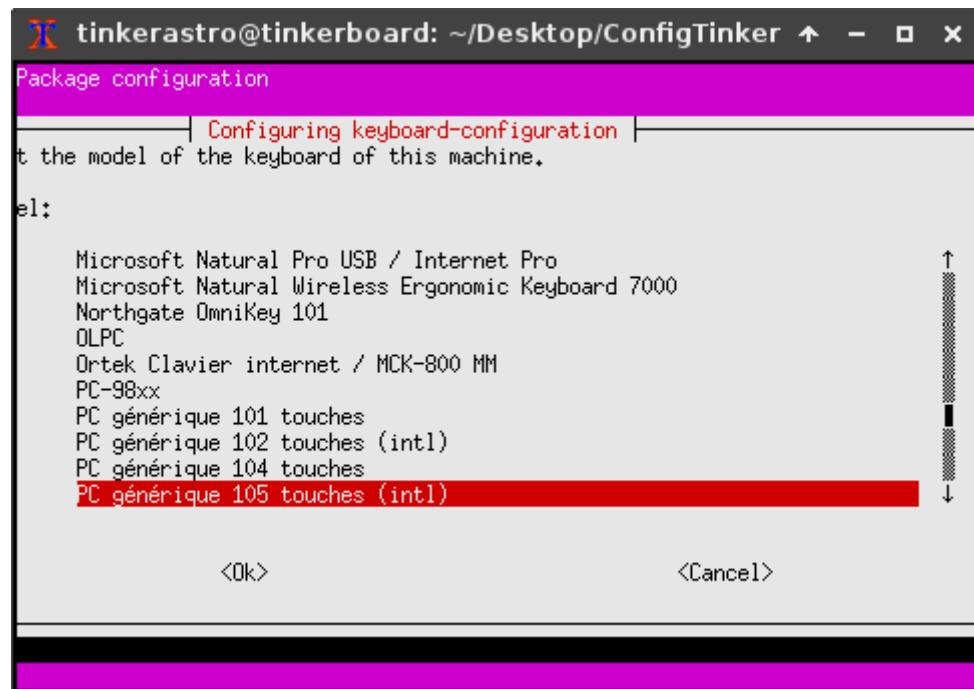 tinkerastro@tinkerboard: ~/Desktop/ConfigTinker
Package configuration
Configuring keyboard-configuration
t the model of the keyboard of this machine.
el:
Microsoft Natural Pro USB / Internet Pro
Microsoft Natural Wireless Ergonomic Keyboard 7000
Northgate OmniKey 101
OLPC
Ortek Clavier internet / MCK-800 MM
PC-98xx
PC générique 101 touches
PC générique 102 touches (intl)
PC générique 104 touches
PC générique 105 touches (intl)
<Ok> <Cancel>